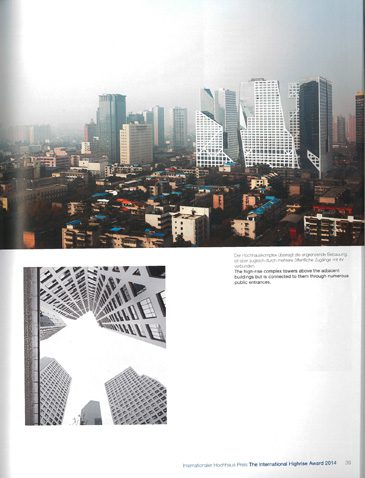 Der Hochhauskomplex überragt die angrenzende Bebauung,
ist aber zugleich durch mehrere öffentliche Zugänge mit ihr
verbunden.
The high-rise complex towers above the adjacent
buildings but is connected to them through numerous
public entrances.
Internationaler Hochhaus Preis The International Highrise Award 2014 39